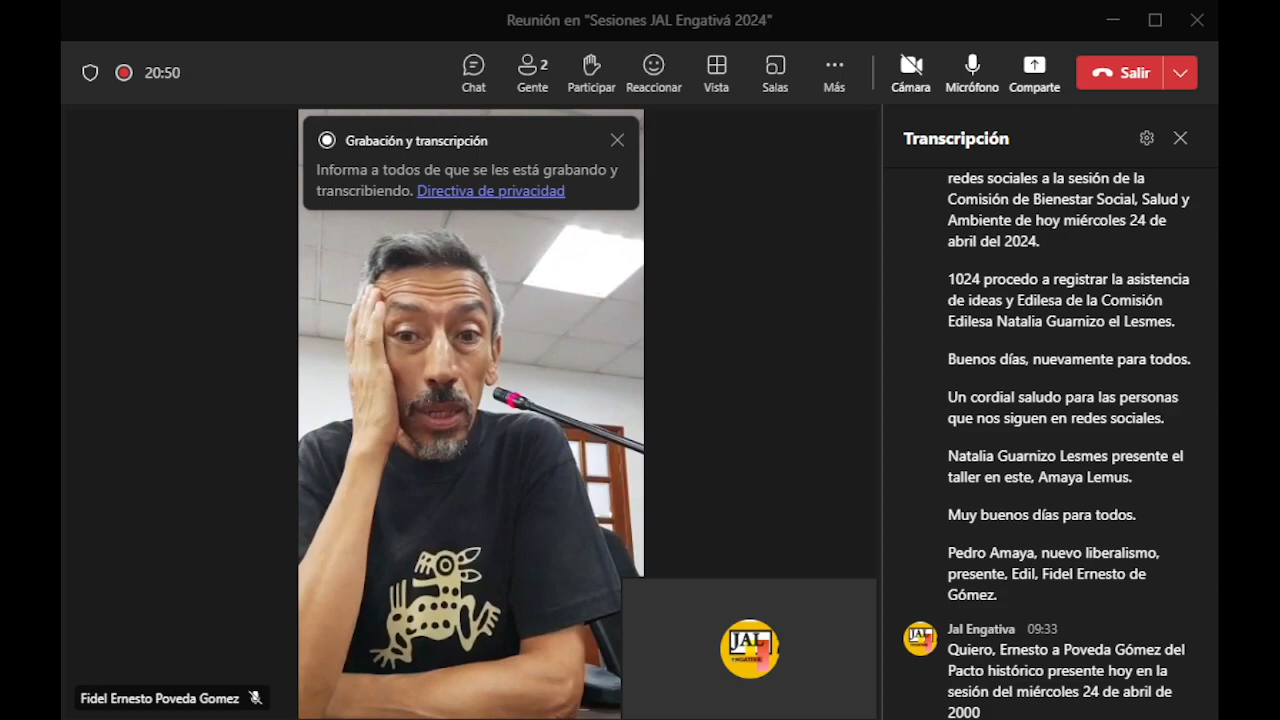 Reunión en "Sesiones JAL Engativá 2024"
20:50
Chat
2
Gente
Participar
Reaccionar
Vista
Salas
Más
Cámara
Micrófono
Comparte
Salir
Grabación y transcripción
Informa a todos de que se les está grabando y
transcribiendo. Directiva de privacidad
Fidel Ernesto Poveda Gomez
JAL
ENGATIVÁ
Transcripción
redes sociales a la sesión de la
Comisión de Bienestar Social, Salud y
Ambiente de hoy miércoles 24 de
abril del 2024.
1024 procedo a registrar la asistencia
de ideas y Edilesa de la Comisión
Edilesa Natalia Guarnizo el Lesmes.
Buenos días, nuevamente para todos.
Un cordial saludo para las personas
que nos siguen en redes sociales.
Natalia Guarnizo Lesmes presente el
taller en este, Amaya Lemus.
Muy buenos días para todos.
Pedro Amaya, nuevo liberalismo,
presente, Edil, Fidel Ernesto de
Gómez.
JAL
Jal Engativa 09:33
Quiero, Ernesto a Poveda Gómez del
Pacto histórico presente hoy en la
sesión del miércoles 24 de abril de
2000